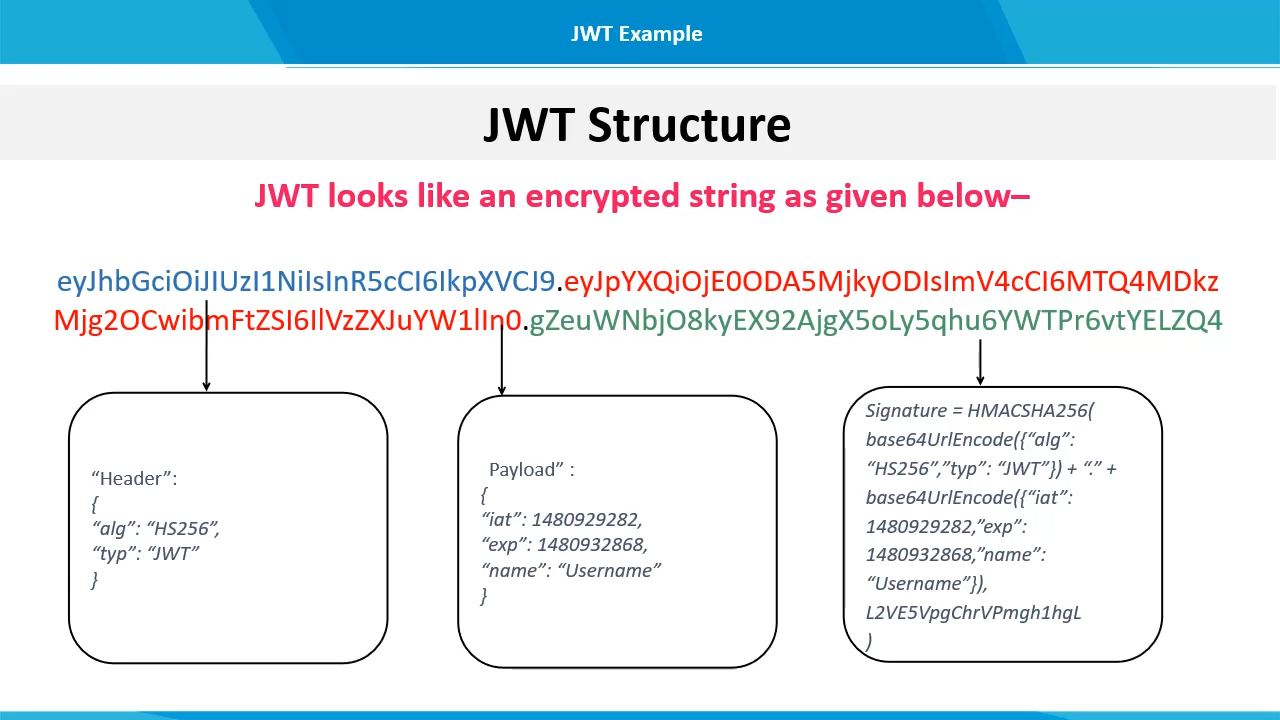 JWT Example
JWT Structure
JWT looks like an encrypted string as given below–
eyJhbGciOiJIUzI1NiIsInR5cCI6IkpXVCJ9.eyJpYXQiOjE0ODA5MjkyODIsImV4cCI6MTQ4MDkz
Mjg2OCwibmFtZSI6IlVzZXJuYW1lIn0.gZeuWNbjO8kyEX92AjgX5oLy5qhu6YWTPr6vtYELZQ4
“Header”:
{
“alg”: “HS256”,
“typ”: “JWT”
}
Payload” :
{
“iat”: 1480929282,
“exp”: 1480932868,
“name”: “Username”
}
Signature = HMACSHA256(
base64UrlEncode({“alg”:
“HS256”,”typ”: “JWT”}) + “.” +
base64UrlEncode({“iat”:
1480929282,”exp”:
1480932868,”name”:
“Username”}),
L2VE5VpgChrVPmgh1hgL
)